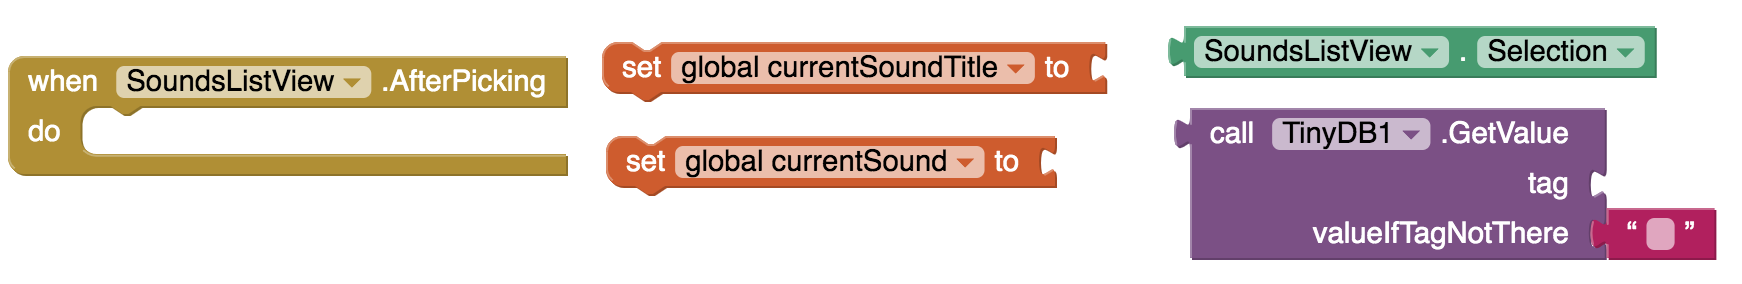 when SoundsListView .AfterPicking
do
set global currentSoundTitle to
set global currentSound to
SoundsListView . Selection
call TinyDB1 .GetValue
tag
valueIfTagNotThere “ ”